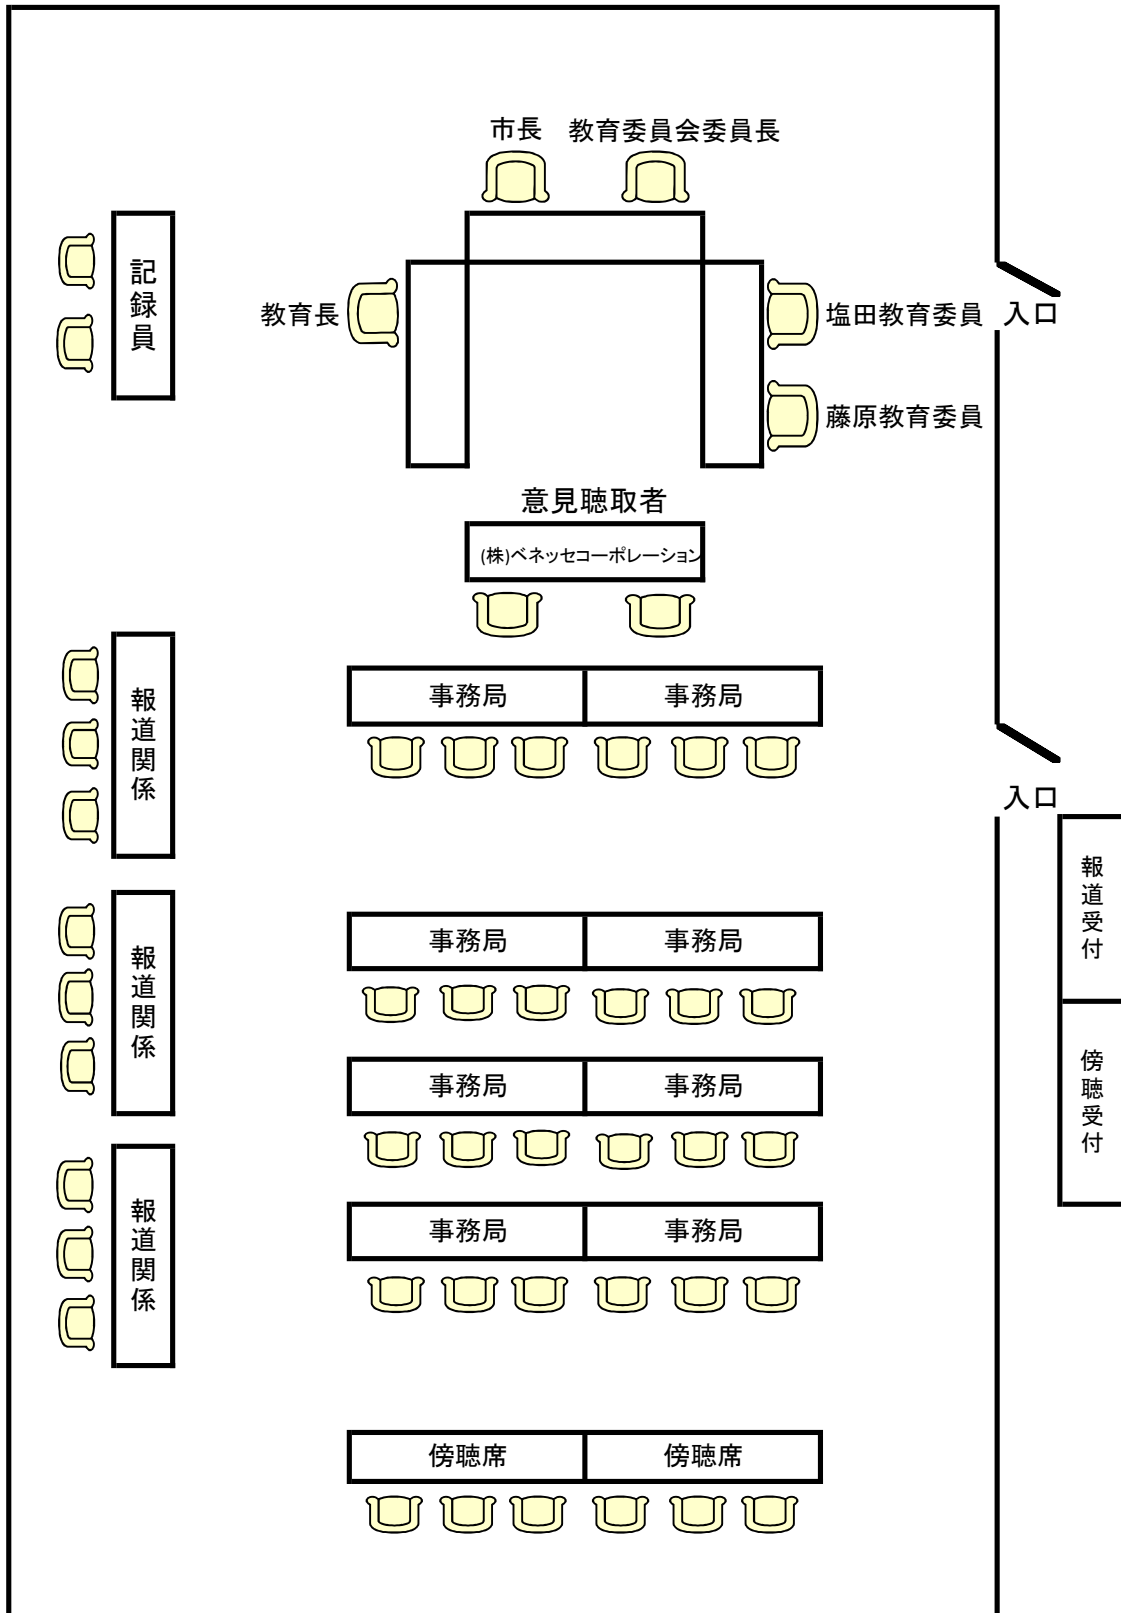 市長 教育委員会委員長
記録員
教育長
塩田教育委員
入口
藤原教育委員
意見聴取者
(株)ベネッセコーポレーション
報道関係
事務局 事務局
入口
報道受付
報道関係
事務局 事務局
傍聴受付
事務局 事務局
報道関係
事務局 事務局
傍聴席 傍聴席